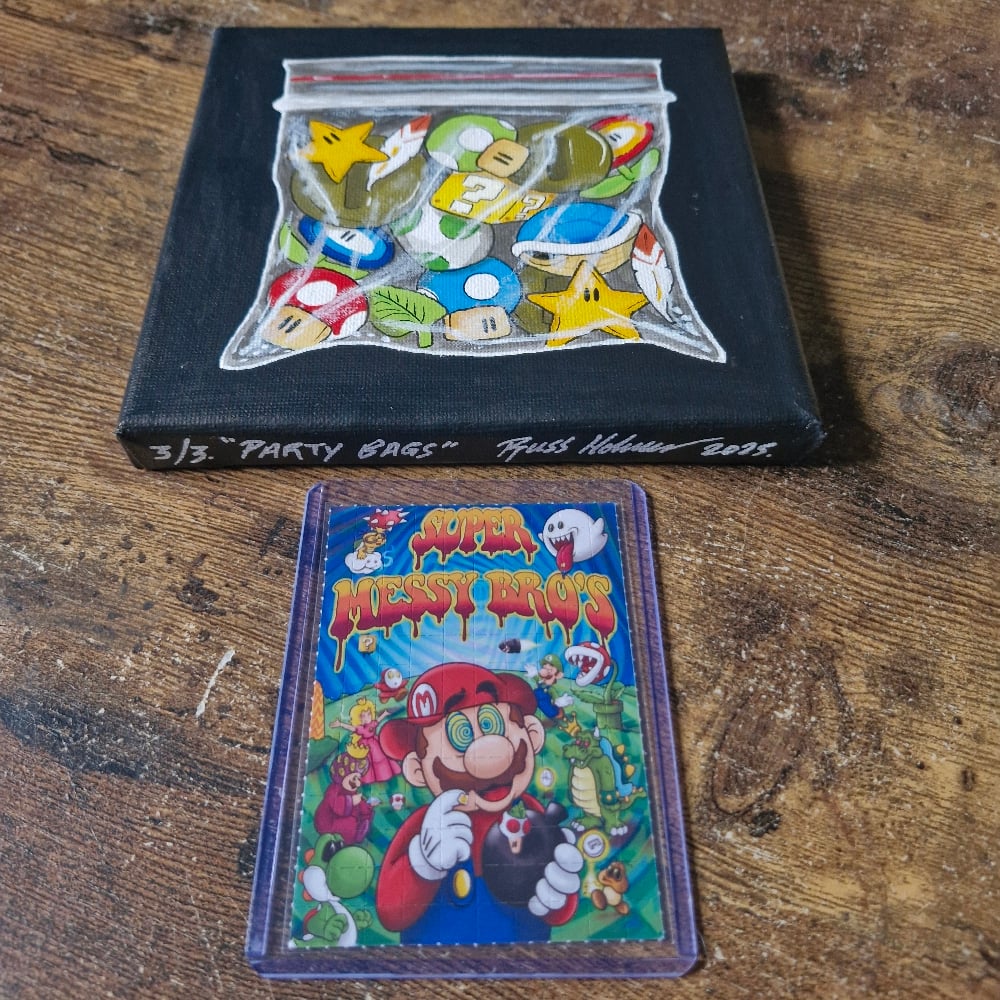 ? ?
3/3. "PARTY BAGS" Russ Holmes 2025.
SUPER
MESSY BRO'S
?
M